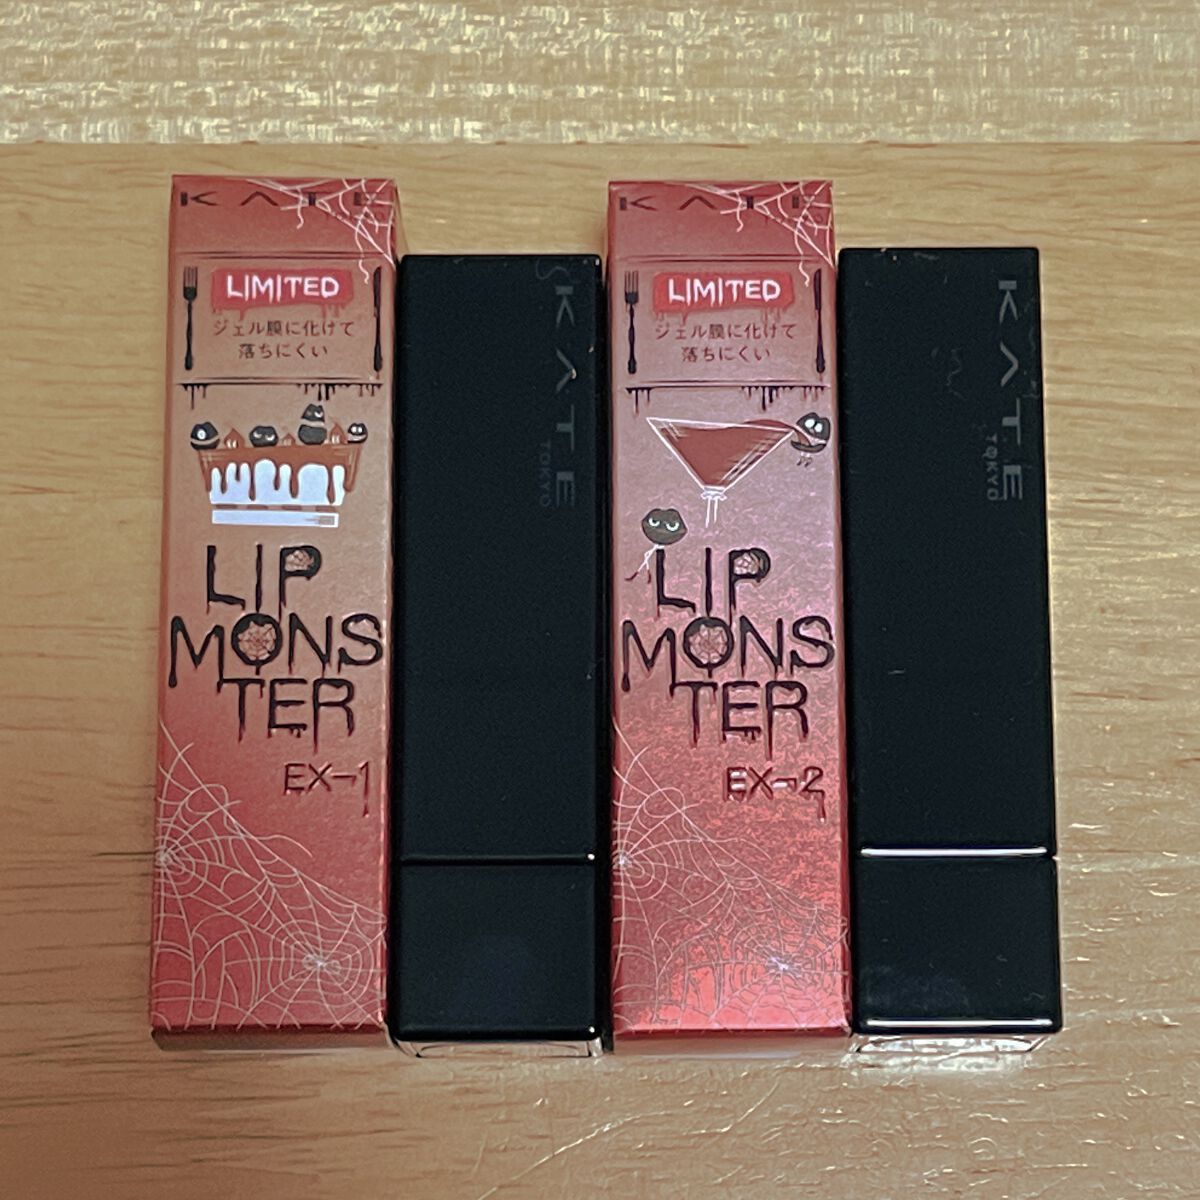 KATE
LIMITED
ジェル膜に化けて
落ちにくい
LIP
MONS
TER
EX-1
KATE
TOKYO
KATE
LIMITED
ジェル膜に化けて
落ちにくい
LIP
MONS
TER
EX-2
KATE
TOKYO